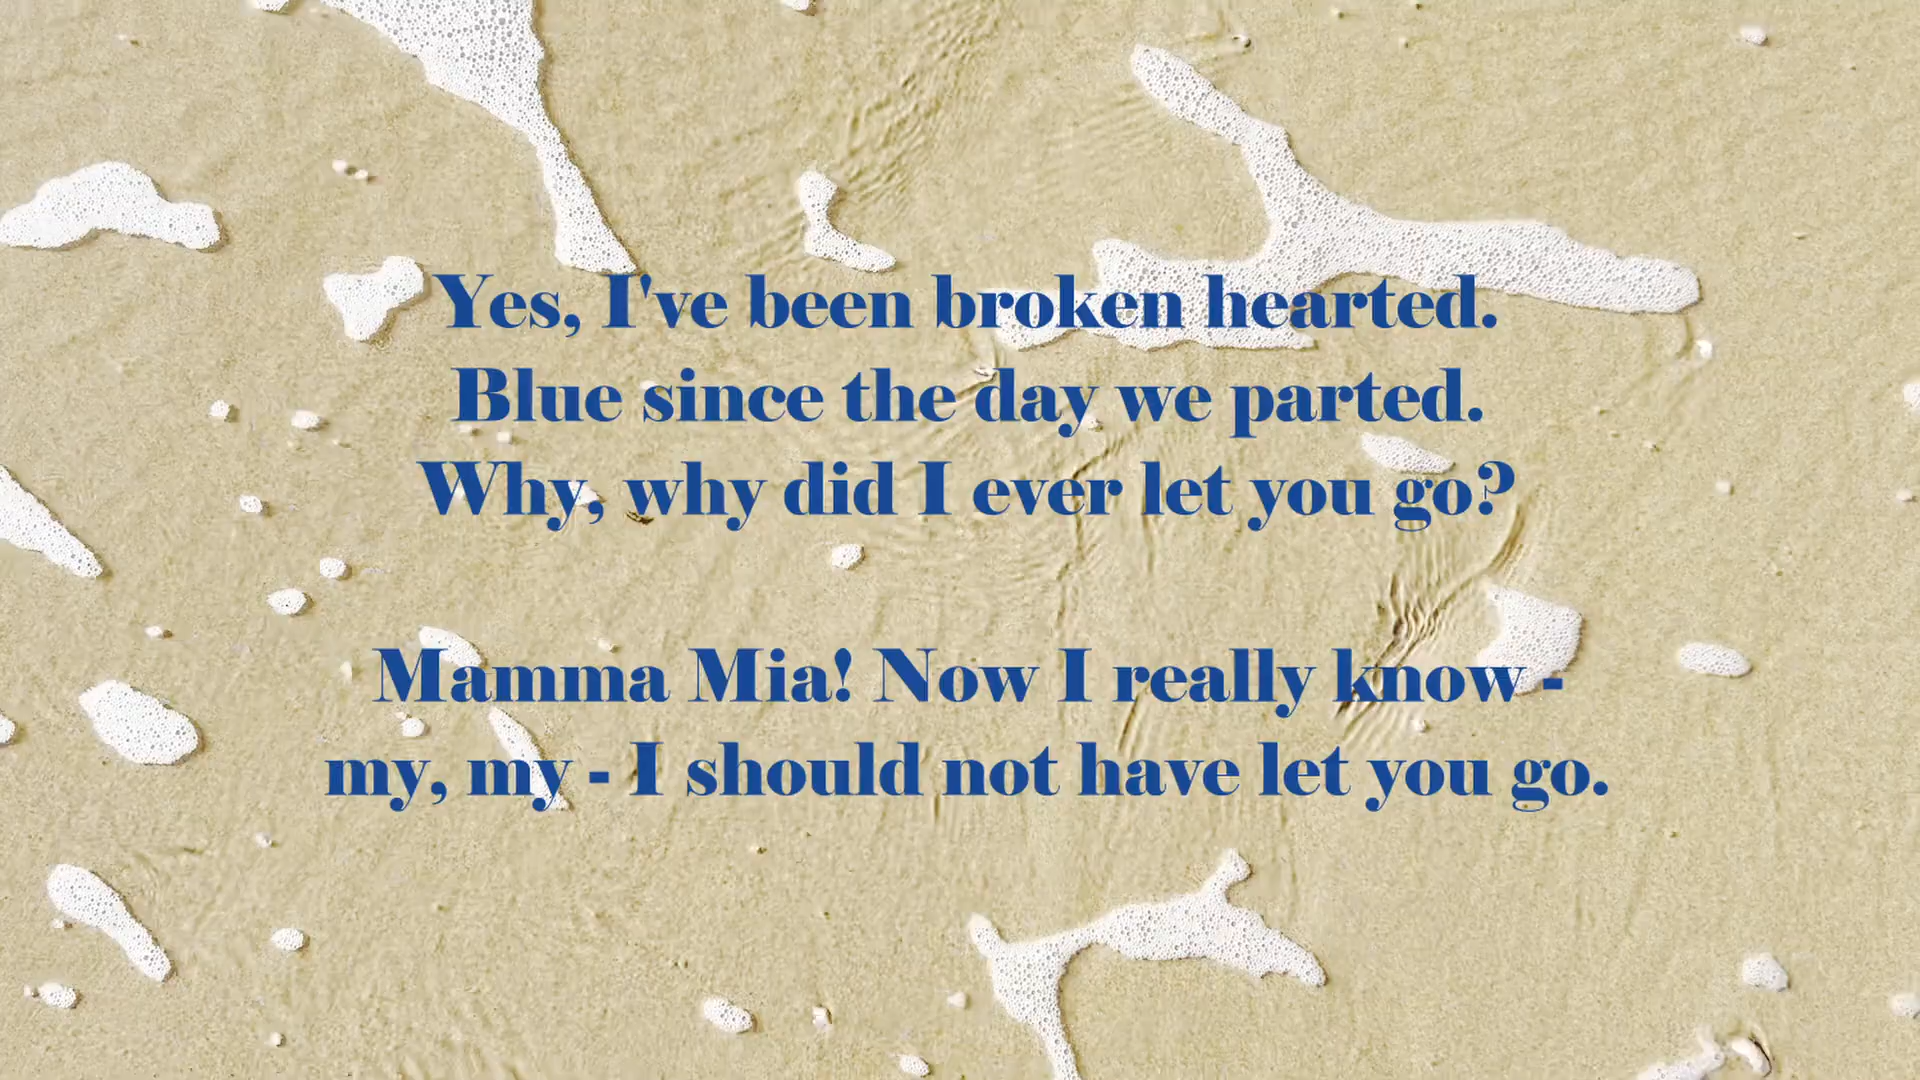 Yes, I've been broken hearted.
Blue since the day we parted.
Why, why did I ever let you go?
Mamma Mia! Now I really know -
my, my - I should not have let you go.